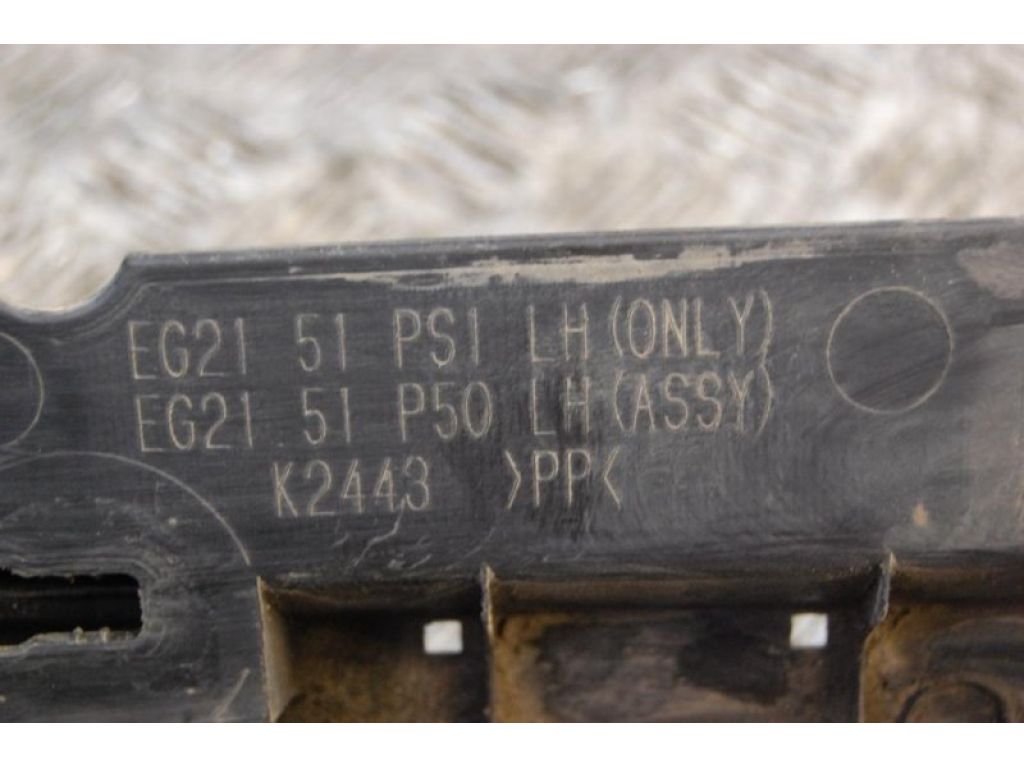 EG21 51 PS1 LH (ONLY)
EG21 51 P50 LH (ASSY)
K2443 >PP<